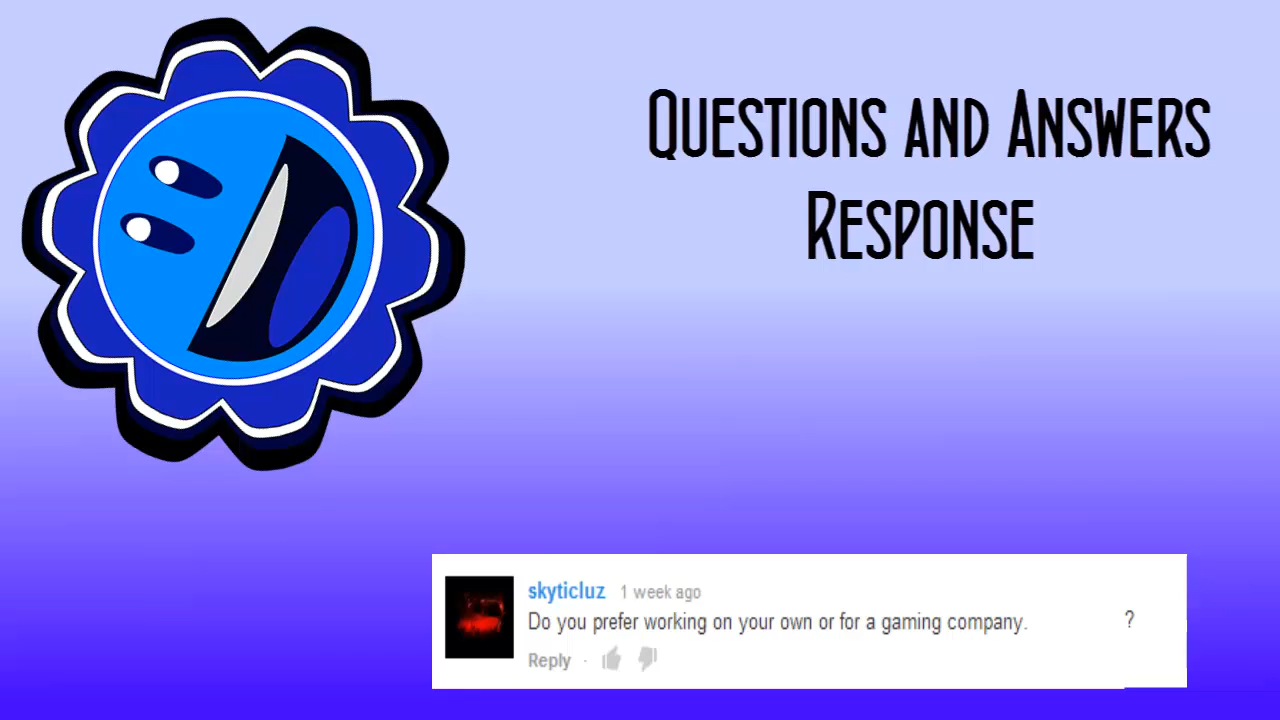 Questions and Answers
Response
skyticluz 1 week ago
Do you prefer working on your own or for a gaming company. ?
Reply ·